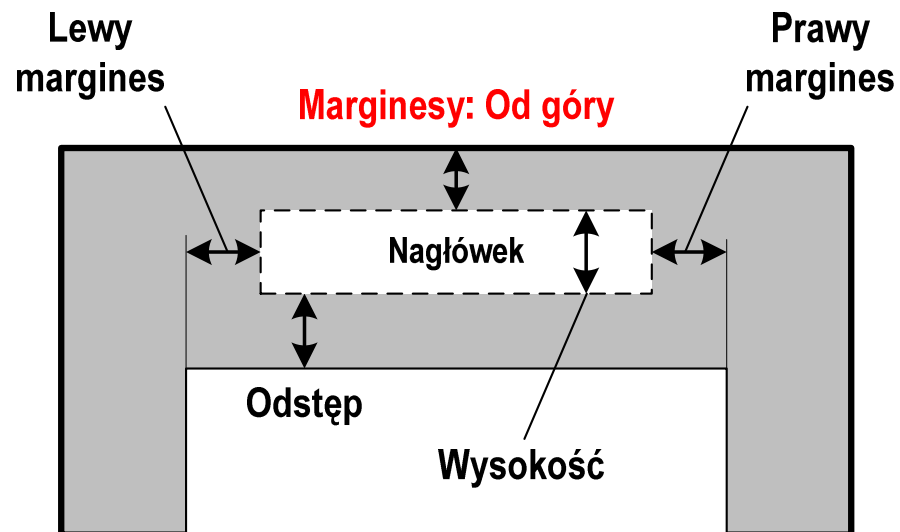 Lewy
margines
Prawy
margines
Marginesy: Od góry
Nagłówek
Odstęp
Wysokość